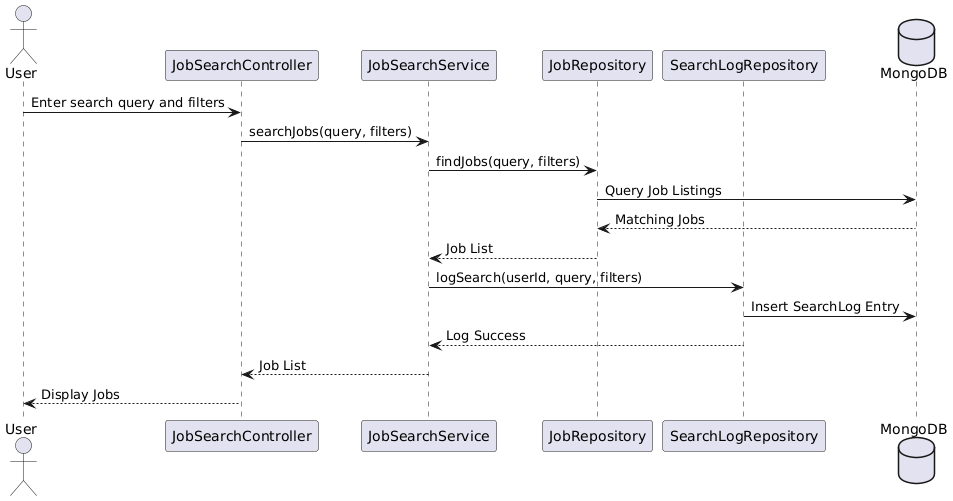 User
JobSearchController
JobSearchService
JobRepository
SearchLogRepository
MongoDB
Enter search query and filters
searchJobs(query, filters)
findJobs(query, filters)
Query Job Listings
Matching Jobs
Job List
logSearch(userId, query, filters)
Insert SearchLog Entry
Log Success
Job List
Display Jobs
User
JobSearchController
JobSearchService
JobRepository
SearchLogRepository
MongoDB